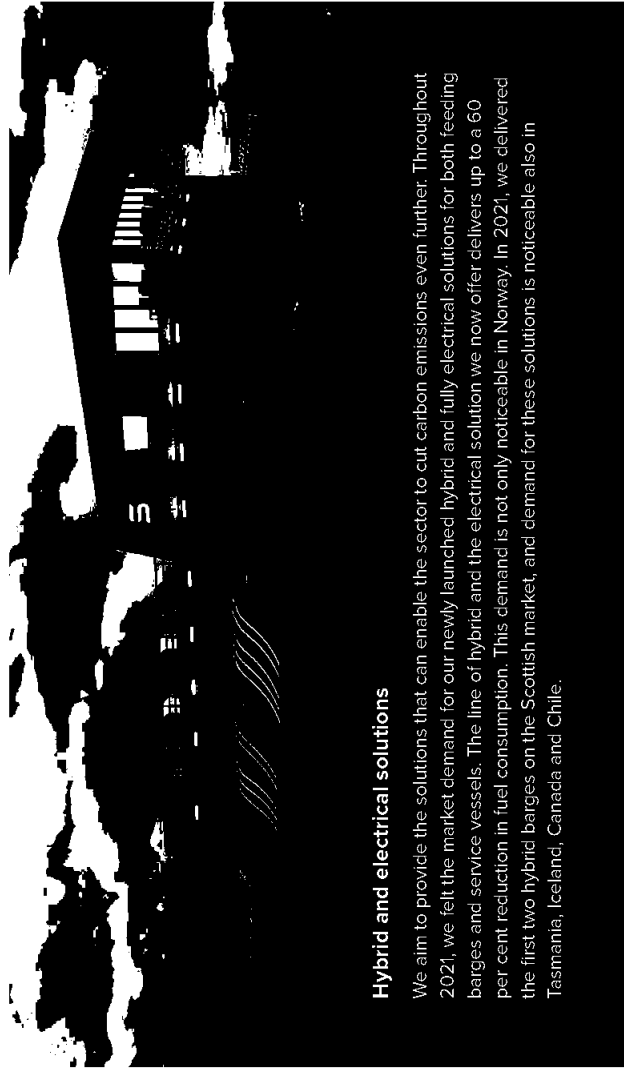 Hybrid and electrical solutions
We aim to provide the solutions that can enable the sector to cut carbon emissions even further. Throughout
2021, we felt the market demand for our newly launched hybrid and fully electrical solutions for both feeding
barges and service vessels. The line of hybrid and the electrical solution we now offer delivers up to a 60
per cent reduction in fuel consumption. This demand is not only noticeable in Norway. In 2021, we delivered
the first two hybrid barges on the Scottish market, and demand for these solutions is noticeable also in
Tasmania, Iceland, Canada and Chile.